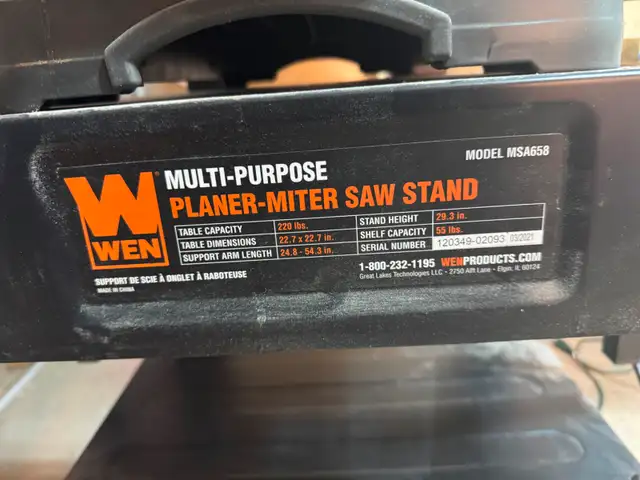 MODEL MSA658
W
WEN
MULTI-PURPOSE
PLANER-MITER SAW STAND
TABLE CAPACITY 220 lbs. STAND HEIGHT 29.3 in.
TABLE DIMENSIONS 22.7 x 22.7 in. SHELF CAPACITY 55 lbs.
SUPPORT ARM LENGTH 24.8 - 54.3 in. SERIAL NUMBER 120349-02093 03/2021
SUPPORT DE SCIE À ONGLET À RABOTEUSE
MADE IN CHINA
1-800-232-1195 WENPRODUCTS.COM
Great Lakes Technologies LLC - 2750 Alft Lane - Elgin, IL 60124